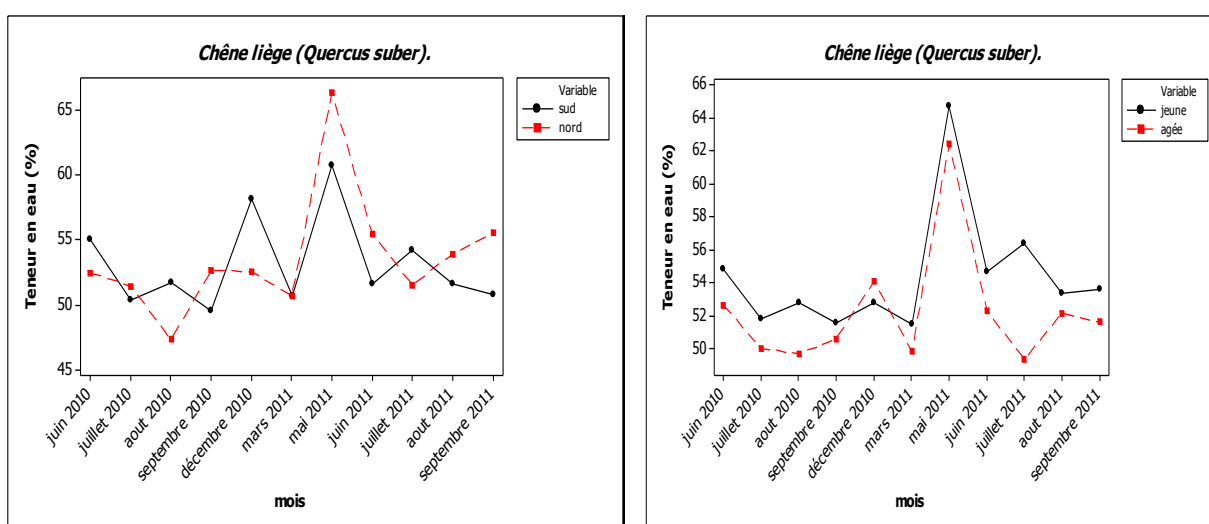 Chêne liège (Quercus suber).
Variable
sud
nord
Teneur en eau (%)
65
60
55
50
45
juin 2010
juillet 2010
aout 2010
septembre 2010
décembre 2010
mars 2011
mai 2011
juin 2011
juillet 2011
aout 2011
septembre 2011
mois
Chêne liège (Quercus suber).
Variable
jeune
agée
Teneur en eau (%)
66
64
62
60
58
56
54
52
50
juin 2010
juillet 2010
aout 2010
septembre 2010
décembre 2010
mars 2011
mai 2011
juin 2011
juillet 2011
aout 2011
septembre 2011
mois